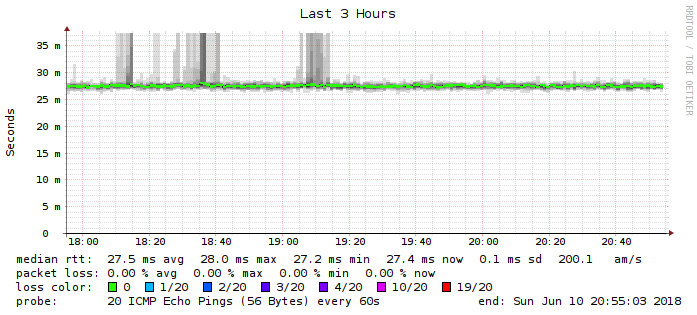 Last 3 Hours
RRDTOOL / TOBI OETIKER
Seconds
35 m
30 m
25 m
20 m
15 m
10 m
5 m
0
18:00 18:20 18:40 19:00 19:20 19:40 20:00 20:20 20:40
median rtt: 27.5 ms avg 28.0 ms max 27.2 ms min 27.4 ms now 0.1 ms sd 200.1 am/s
packet loss: 0.00 % avg 0.00 % max 0.00 % min 0.00 % now
loss color: 0 1/20 2/20 3/20 4/20 10/20 19/20
probe: 20 ICMP Echo Pings (56 Bytes) every 60s end: Sun Jun 10 20:55:03 2018